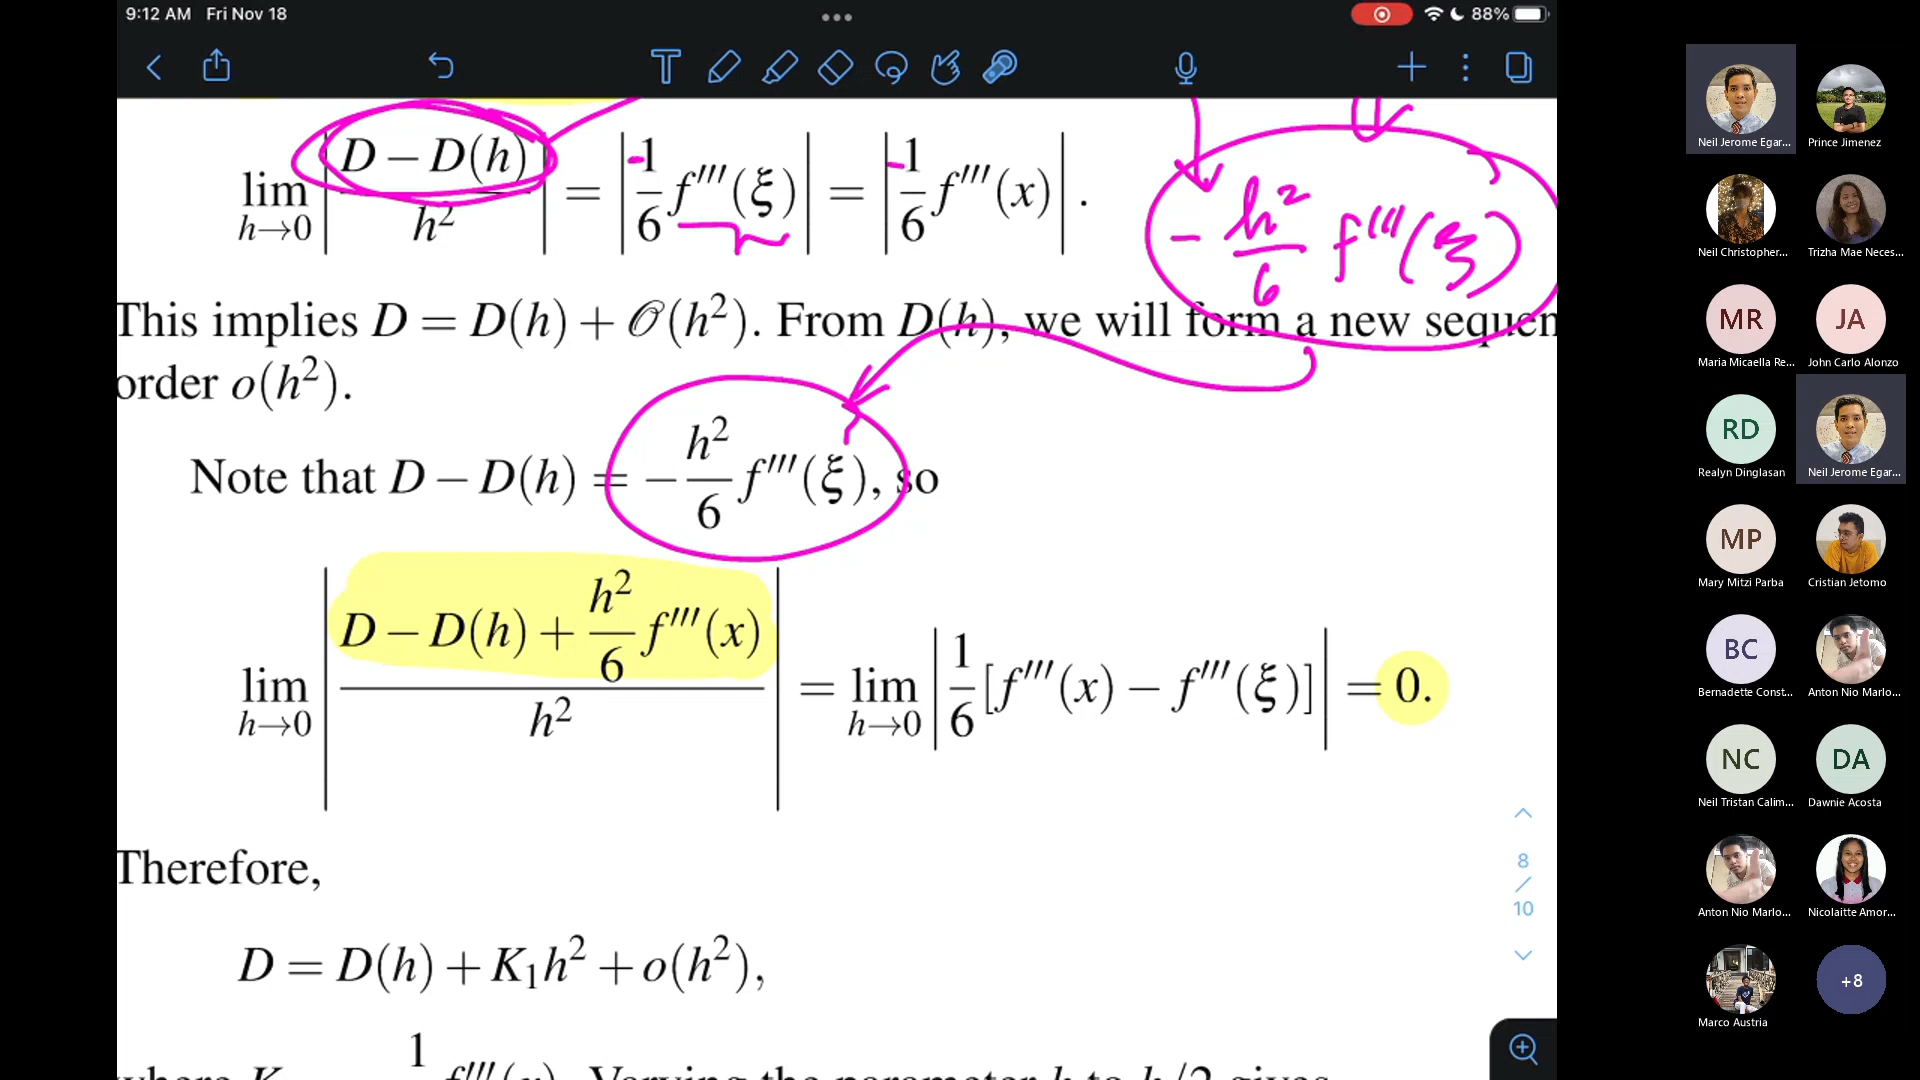 9:12 AM Fri Nov 18
88%
lim h→0 | (D − D(h)) / h² | = | -1/6 f‴(ξ) | = | -1/6 f‴(x) | .
− h²/6 f‴(ξ)
This implies D = D(h) + 𝒪(h²). From D(h), we will form a new sequen
order o(h²).
Note that D − D(h) = − h²/6 f‴(ξ), so
lim h→0 | (D − D(h) + h²/6 f‴(x)) / h² | = lim h→0 | 1/6 [f‴(x) − f‴(ξ)] | = 0.
Therefore,
D = D(h) + K₁h² + o(h²),
8
/
10
Neil Jerome Egar...
Prince Jimenez
Neil Christopher...
Trizha Mae Neces...
MR
JA
Maria Micaella Re...
John Carlo Alonzo
RD
Realyn Dinglasan
Neil Jerome Egar...
MP
Mary Mitzi Parba
Cristian Jetomo
BC
Bernadette Const...
Anton Nio Marlo...
NC
DA
Neil Tristan Calim...
Dawnie Acosta
Anton Nio Marlo...
Nicolaitte Amor...
+8
Marco Austria